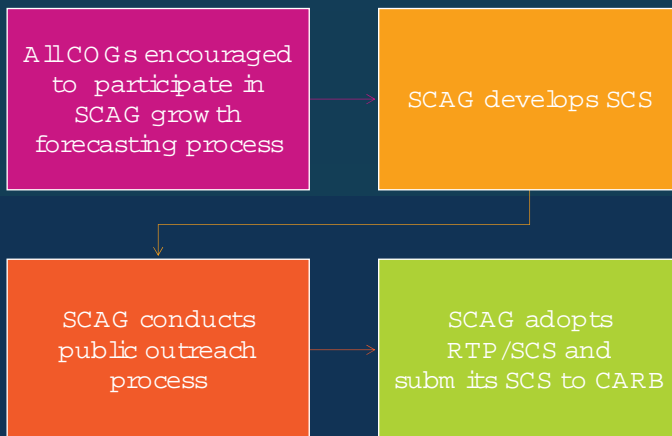 All COGs encouraged
to participate in
SCAG growth
forecasting process
SCAG develops SCS
SCAG conducts
public outreach
process
SCAG adopts
RTP/SCS and
submits SCS to CARB